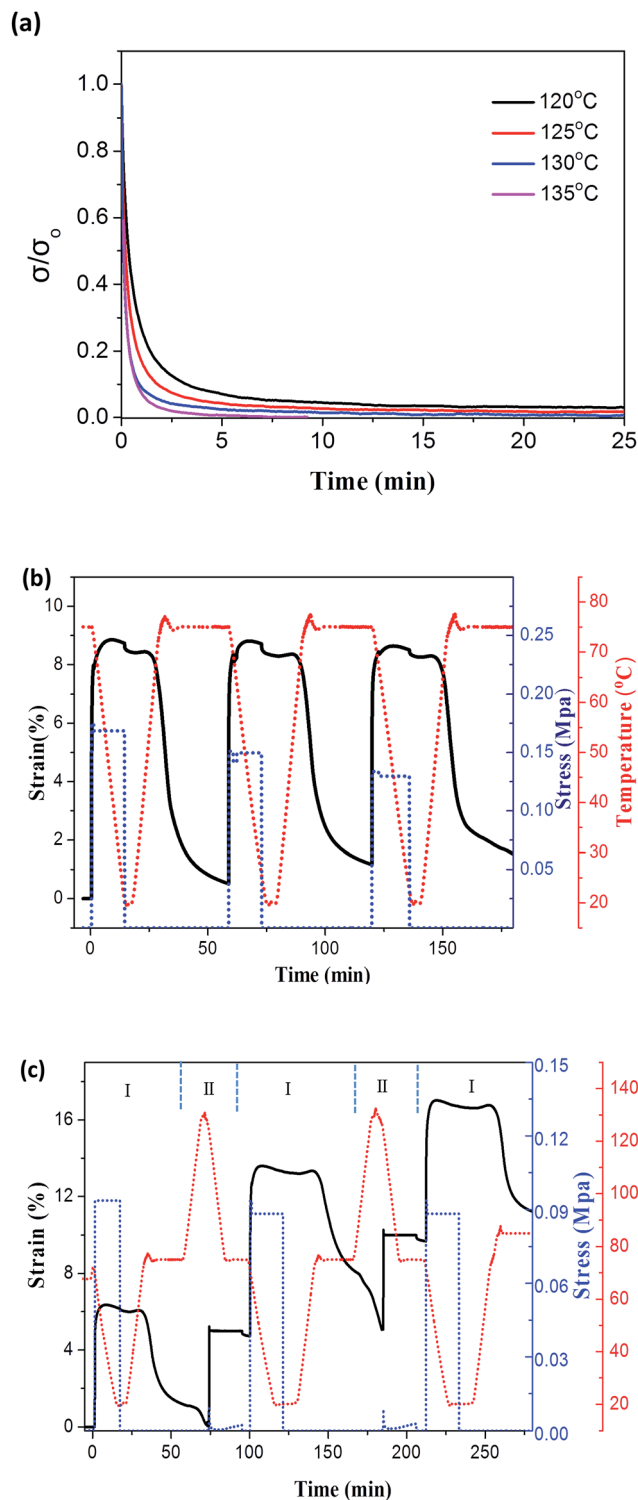 (a)
1.0
0.8
0.6
0.4
0.2
0.0
σ/σo
120°C
125°C
130°C
135°C
0 5 10 15 20 25
Time (min)
(b)
10
8
6
4
2
0
Strain(%)
0 50 100 150
Time (min)
0.25
0.20
0.15
0.10
0.05
Stress (Mpa)
80
70
60
50
40
30
20
Temperature (°C)
(c)
I II I II I
16
12
8
4
0
Strain (%)
0 50 100 150 200 250
Time (min)
0.15
0.12
0.09
0.06
0.03
0.00
Stress (Mpa)
140
120
100
80
60
40
20